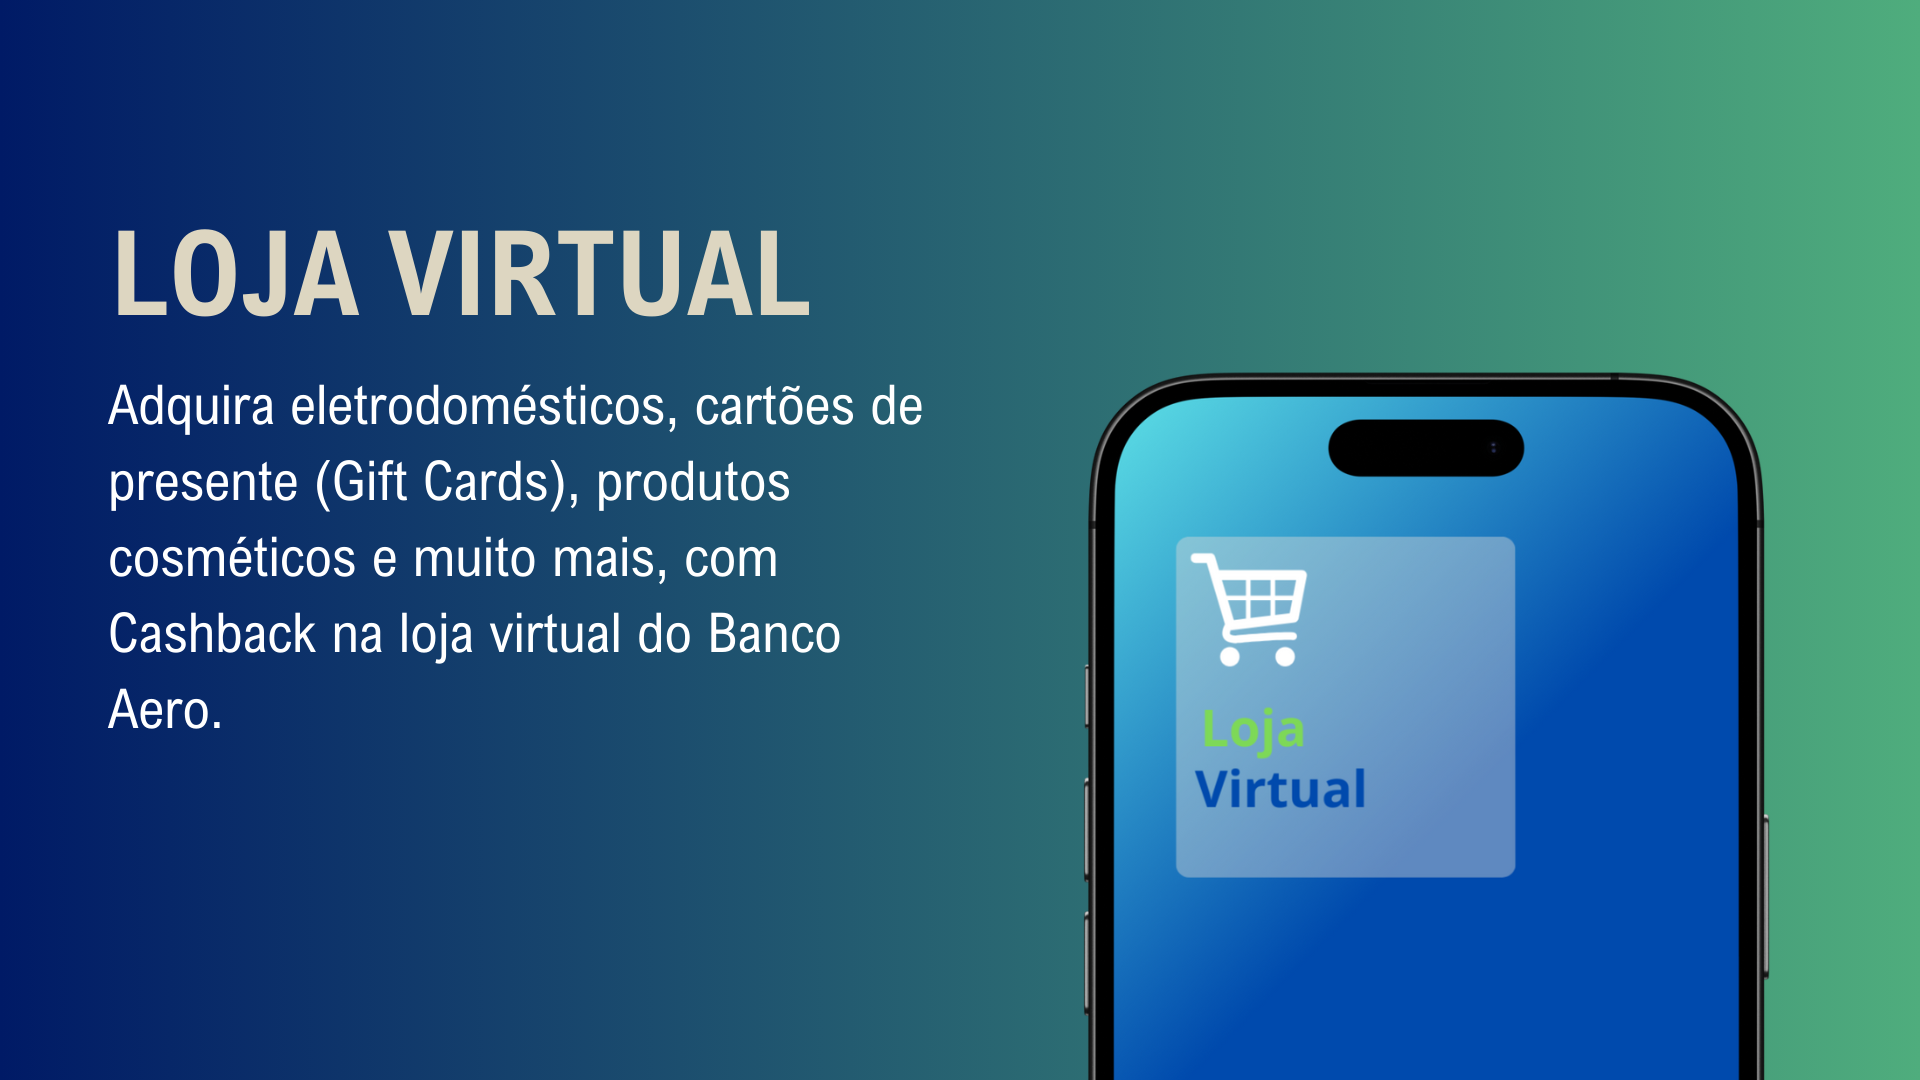 LOJA VIRTUAL
Adquira eletrodomésticos, cartões de
presente (Gift Cards), produtos
cosméticos e muito mais, com
Cashback na loja virtual do Banco
Aero.
Loja
Virtual